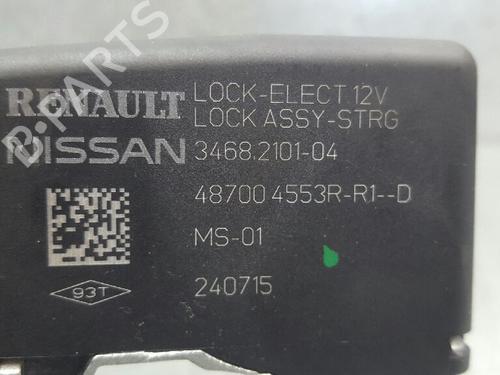 RENAULT LOCK-ELECT.12V
LOCK ASSY-STRG
NISSAN 3468.2101-04
48700 4553R-R1--D
MS-01
93T 240715
B-PARTS